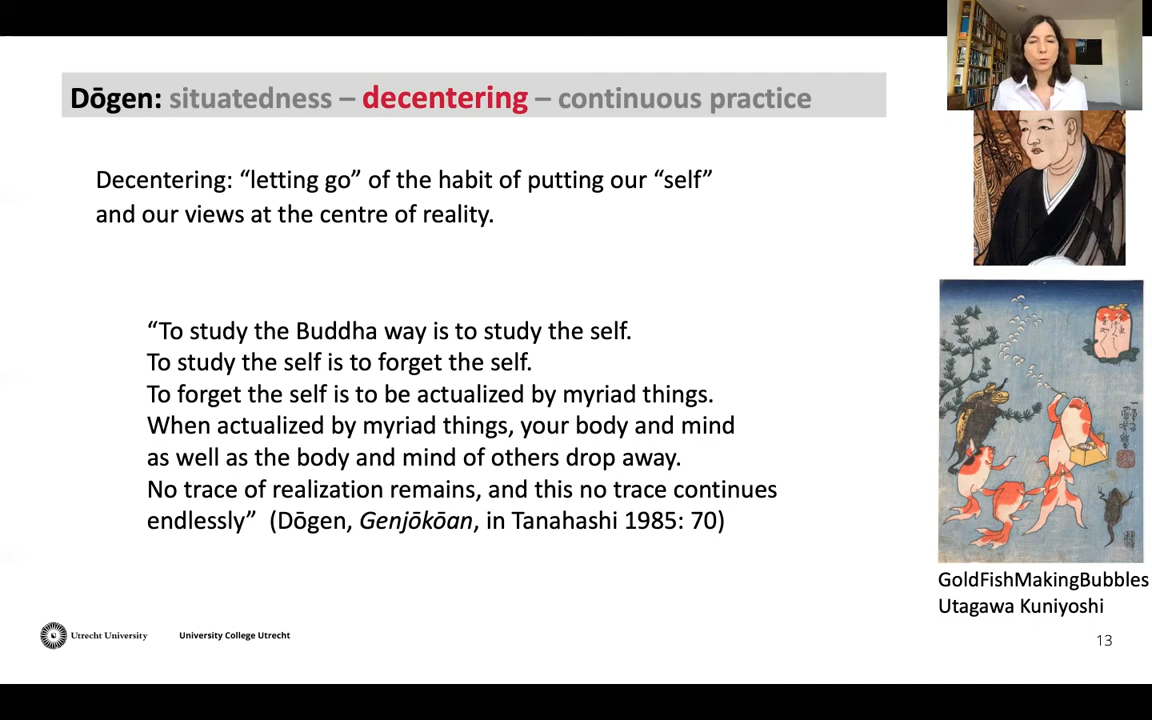 Dōgen: situatedness – decentering – continuous practice
Decentering: “letting go” of the habit of putting our “self”
and our views at the centre of reality.
“To study the Buddha way is to study the self.
To study the self is to forget the self.
To forget the self is to be actualized by myriad things.
When actualized by myriad things, your body and mind
as well as the body and mind of others drop away.
No trace of realization remains, and this no trace continues
endlessly” (Dōgen, Genjōkōan, in Tanahashi 1985: 70)
GoldFishMakingBubbles
Utagawa Kuniyoshi
Utrecht University
University College Utrecht
13